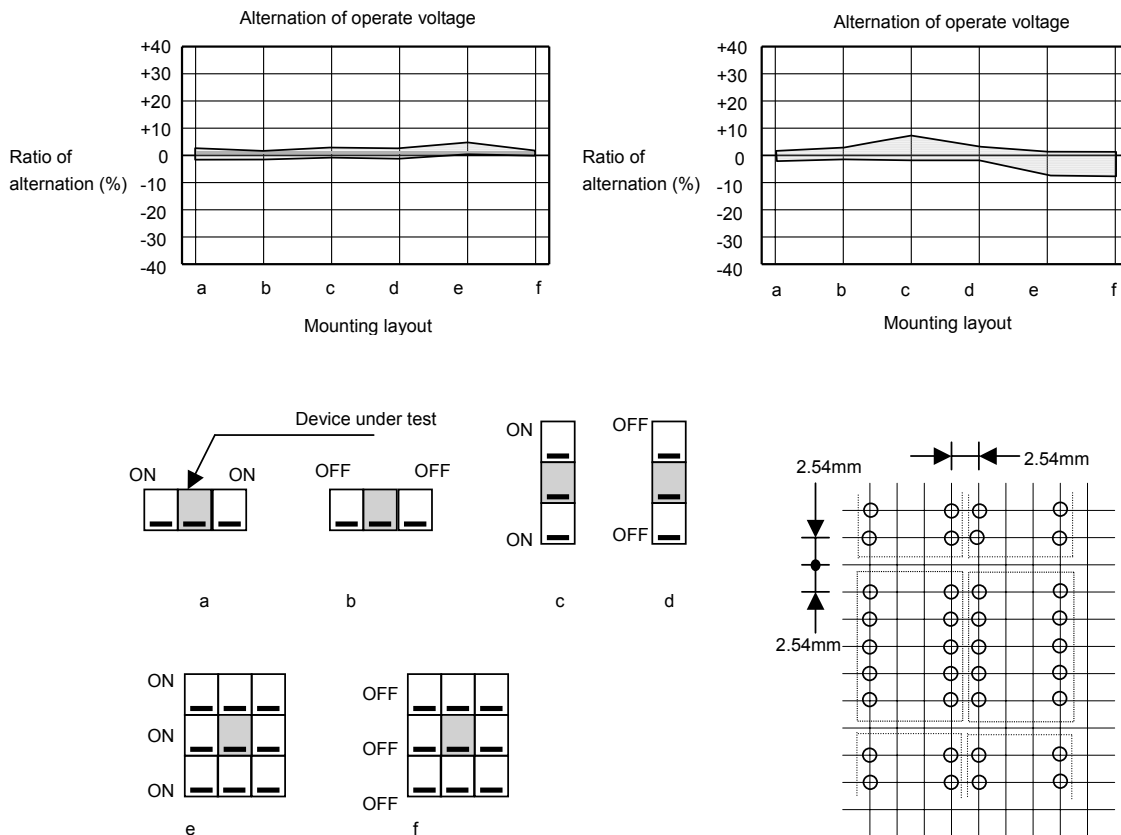 Alternation of operate voltage
+40
+30
+20
+10
0
-10
-20
-30
-40
Ratio of
alternation (%)
a b c d e f
Mounting layout
Alternation of operate voltage
+40
+30
+20
+10
0
-10
-20
-30
-40
Ratio of
alternation (%)
a b c d e f
Mounting layout
Device under test
ON ON
a
OFF OFF
b
ON
ON
c
OFF
OFF
d
ON
ON
ON
e
OFF
OFF
OFF
f
2.54mm
2.54mm
2.54mm